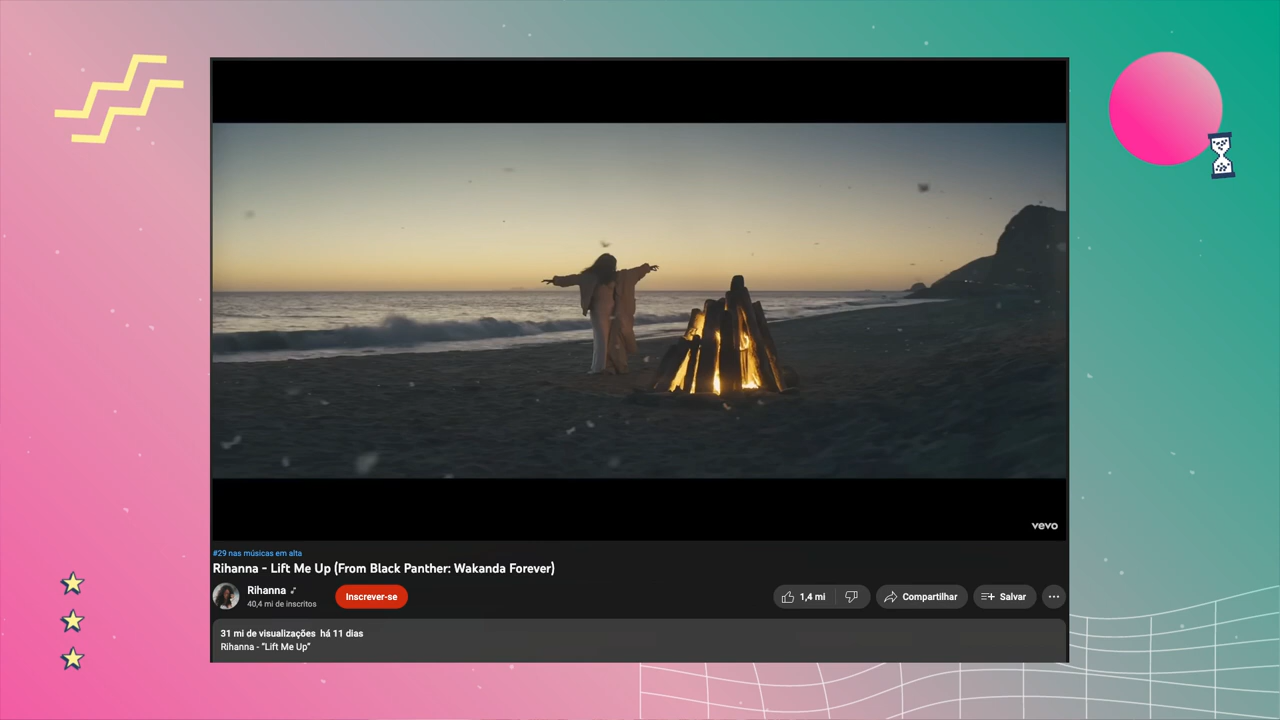 vevo
#29 nas músicas em alta
Rihanna - Lift Me Up (From Black Panther: Wakanda Forever)
Rihanna
40,4 mi de inscritos
Inscrever-se
1,4 mi
Compartilhar
Salvar
31 mi de visualizações há 11 dias
Rihanna - "Lift Me Up"